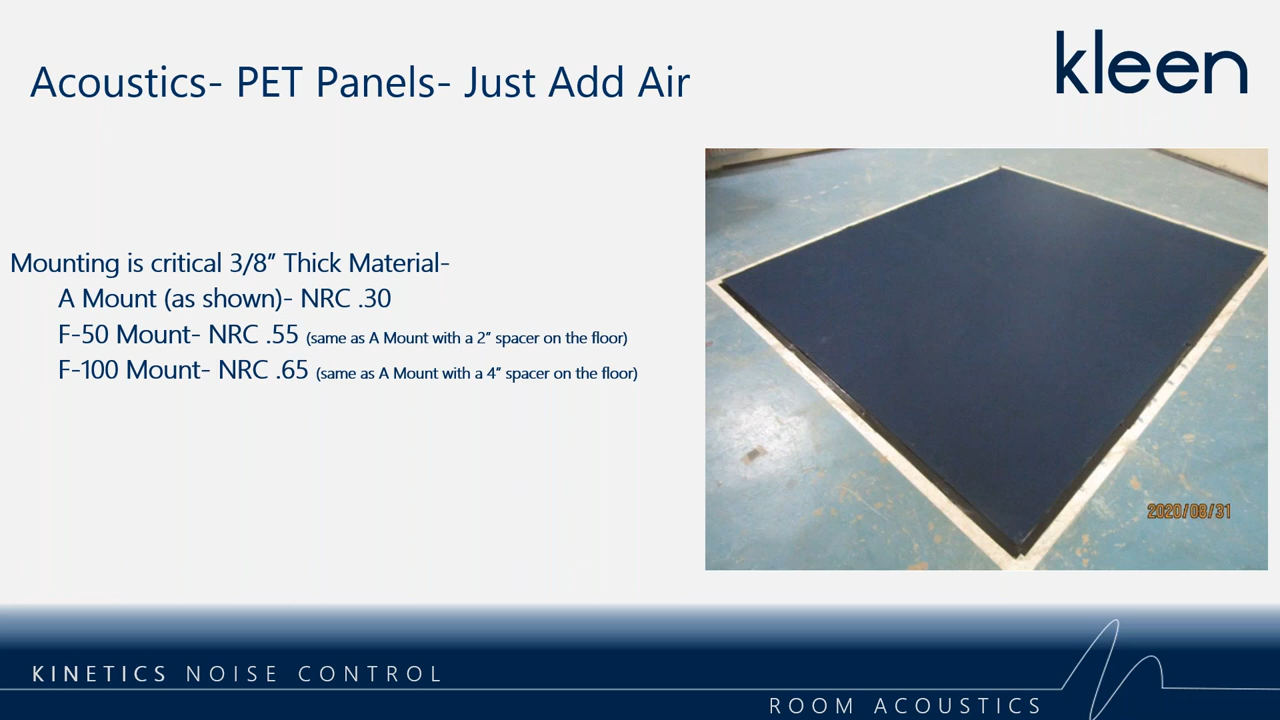 Acoustics- PET Panels- Just Add Air
kleen
Mounting is critical 3/8” Thick Material-
A Mount (as shown)- NRC .30
F-50 Mount- NRC .55 (same as A Mount with a 2” spacer on the floor)
F-100 Mount- NRC .65 (same as A Mount with a 4” spacer on the floor)
2020/08/31
KINETICS NOISE CONTROL
ROOM ACOUSTICS